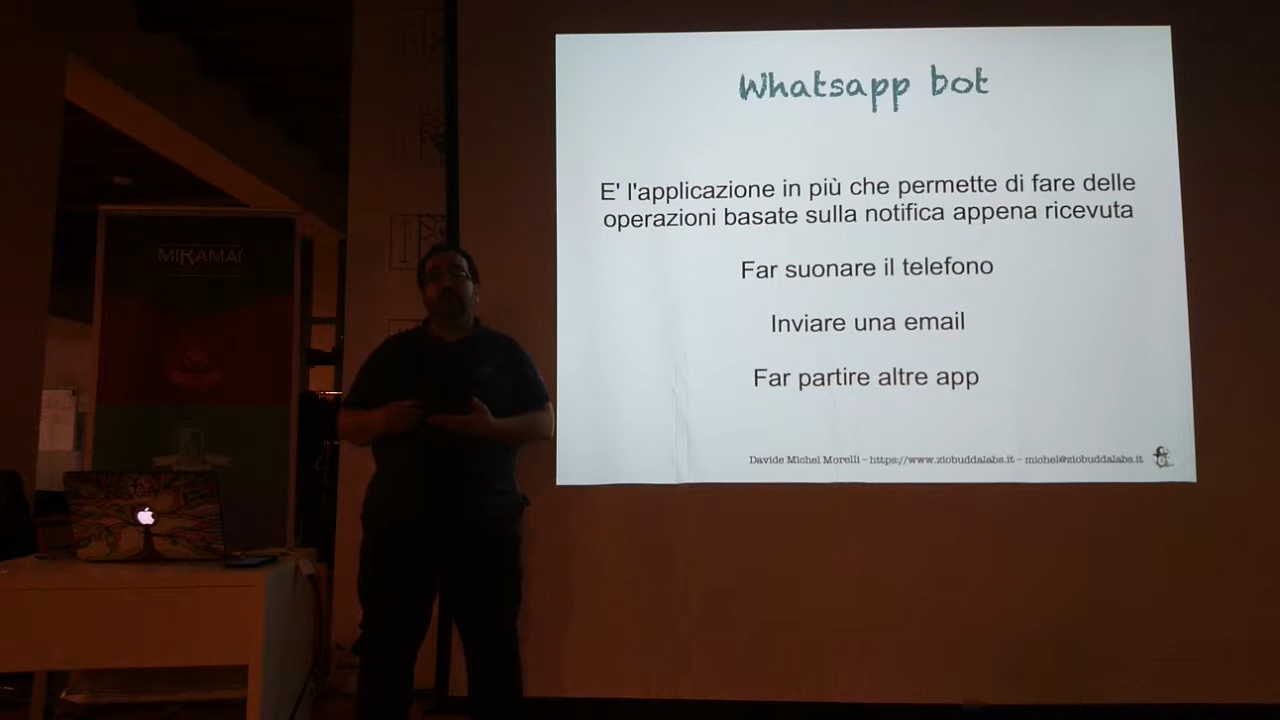 Whatsapp bot
E' l'applicazione in più che permette di fare delle
operazioni basate sulla notifica appena ricevuta
Far suonare il telefono
Inviare una email
Far partire altre app
Davide Michel Morelli - https://www.ziobuddalabs.it - michel@ziobuddalabs.it
MIKAMAI